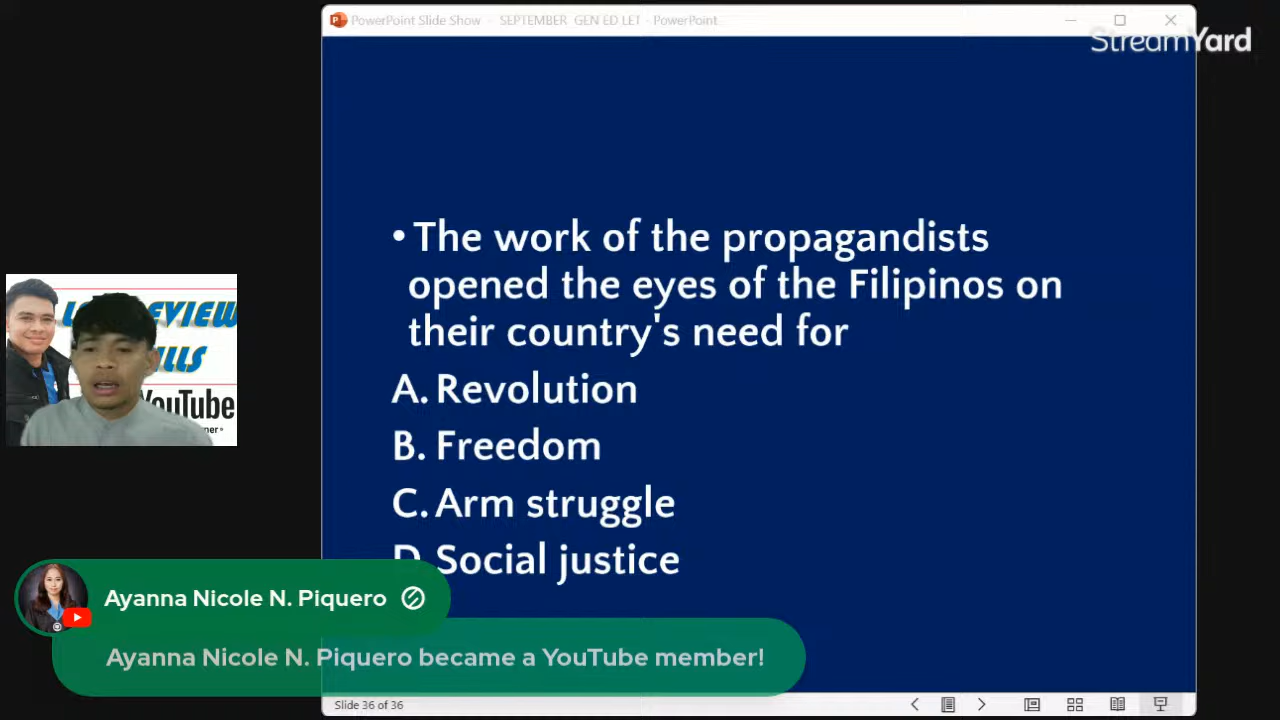 PowerPoint Slide Show - SEPTEMBER GEN ED LET - PowerPoint
StreamYard
• The work of the propagandists
opened the eyes of the Filipinos on
their country's need for
A. Revolution
B. Freedom
C. Arm struggle
D. Social justice
YouTube
Ayanna Nicole N. Piquero
Ayanna Nicole N. Piquero became a YouTube member!
Slide 36 of 36